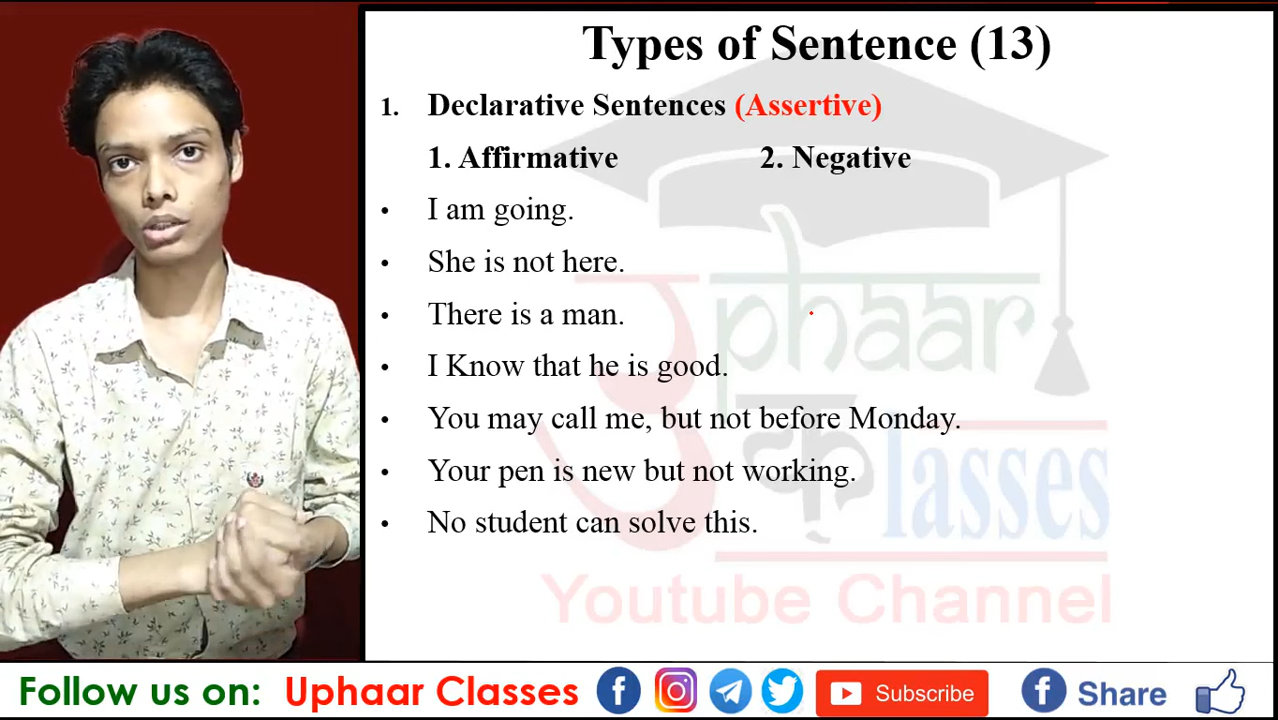 Types of Sentence (13)
1. Declarative Sentences (Assertive)
1. Affirmative 2. Negative
• I am going.
• She is not here.
• There is a man.
• I Know that he is good.
• You may call me, but not before Monday.
• Your pen is new but not working.
• No student can solve this.
उphaar
कlasses
Youtube Channel
Follow us on: Uphaar Classes Subscribe Share